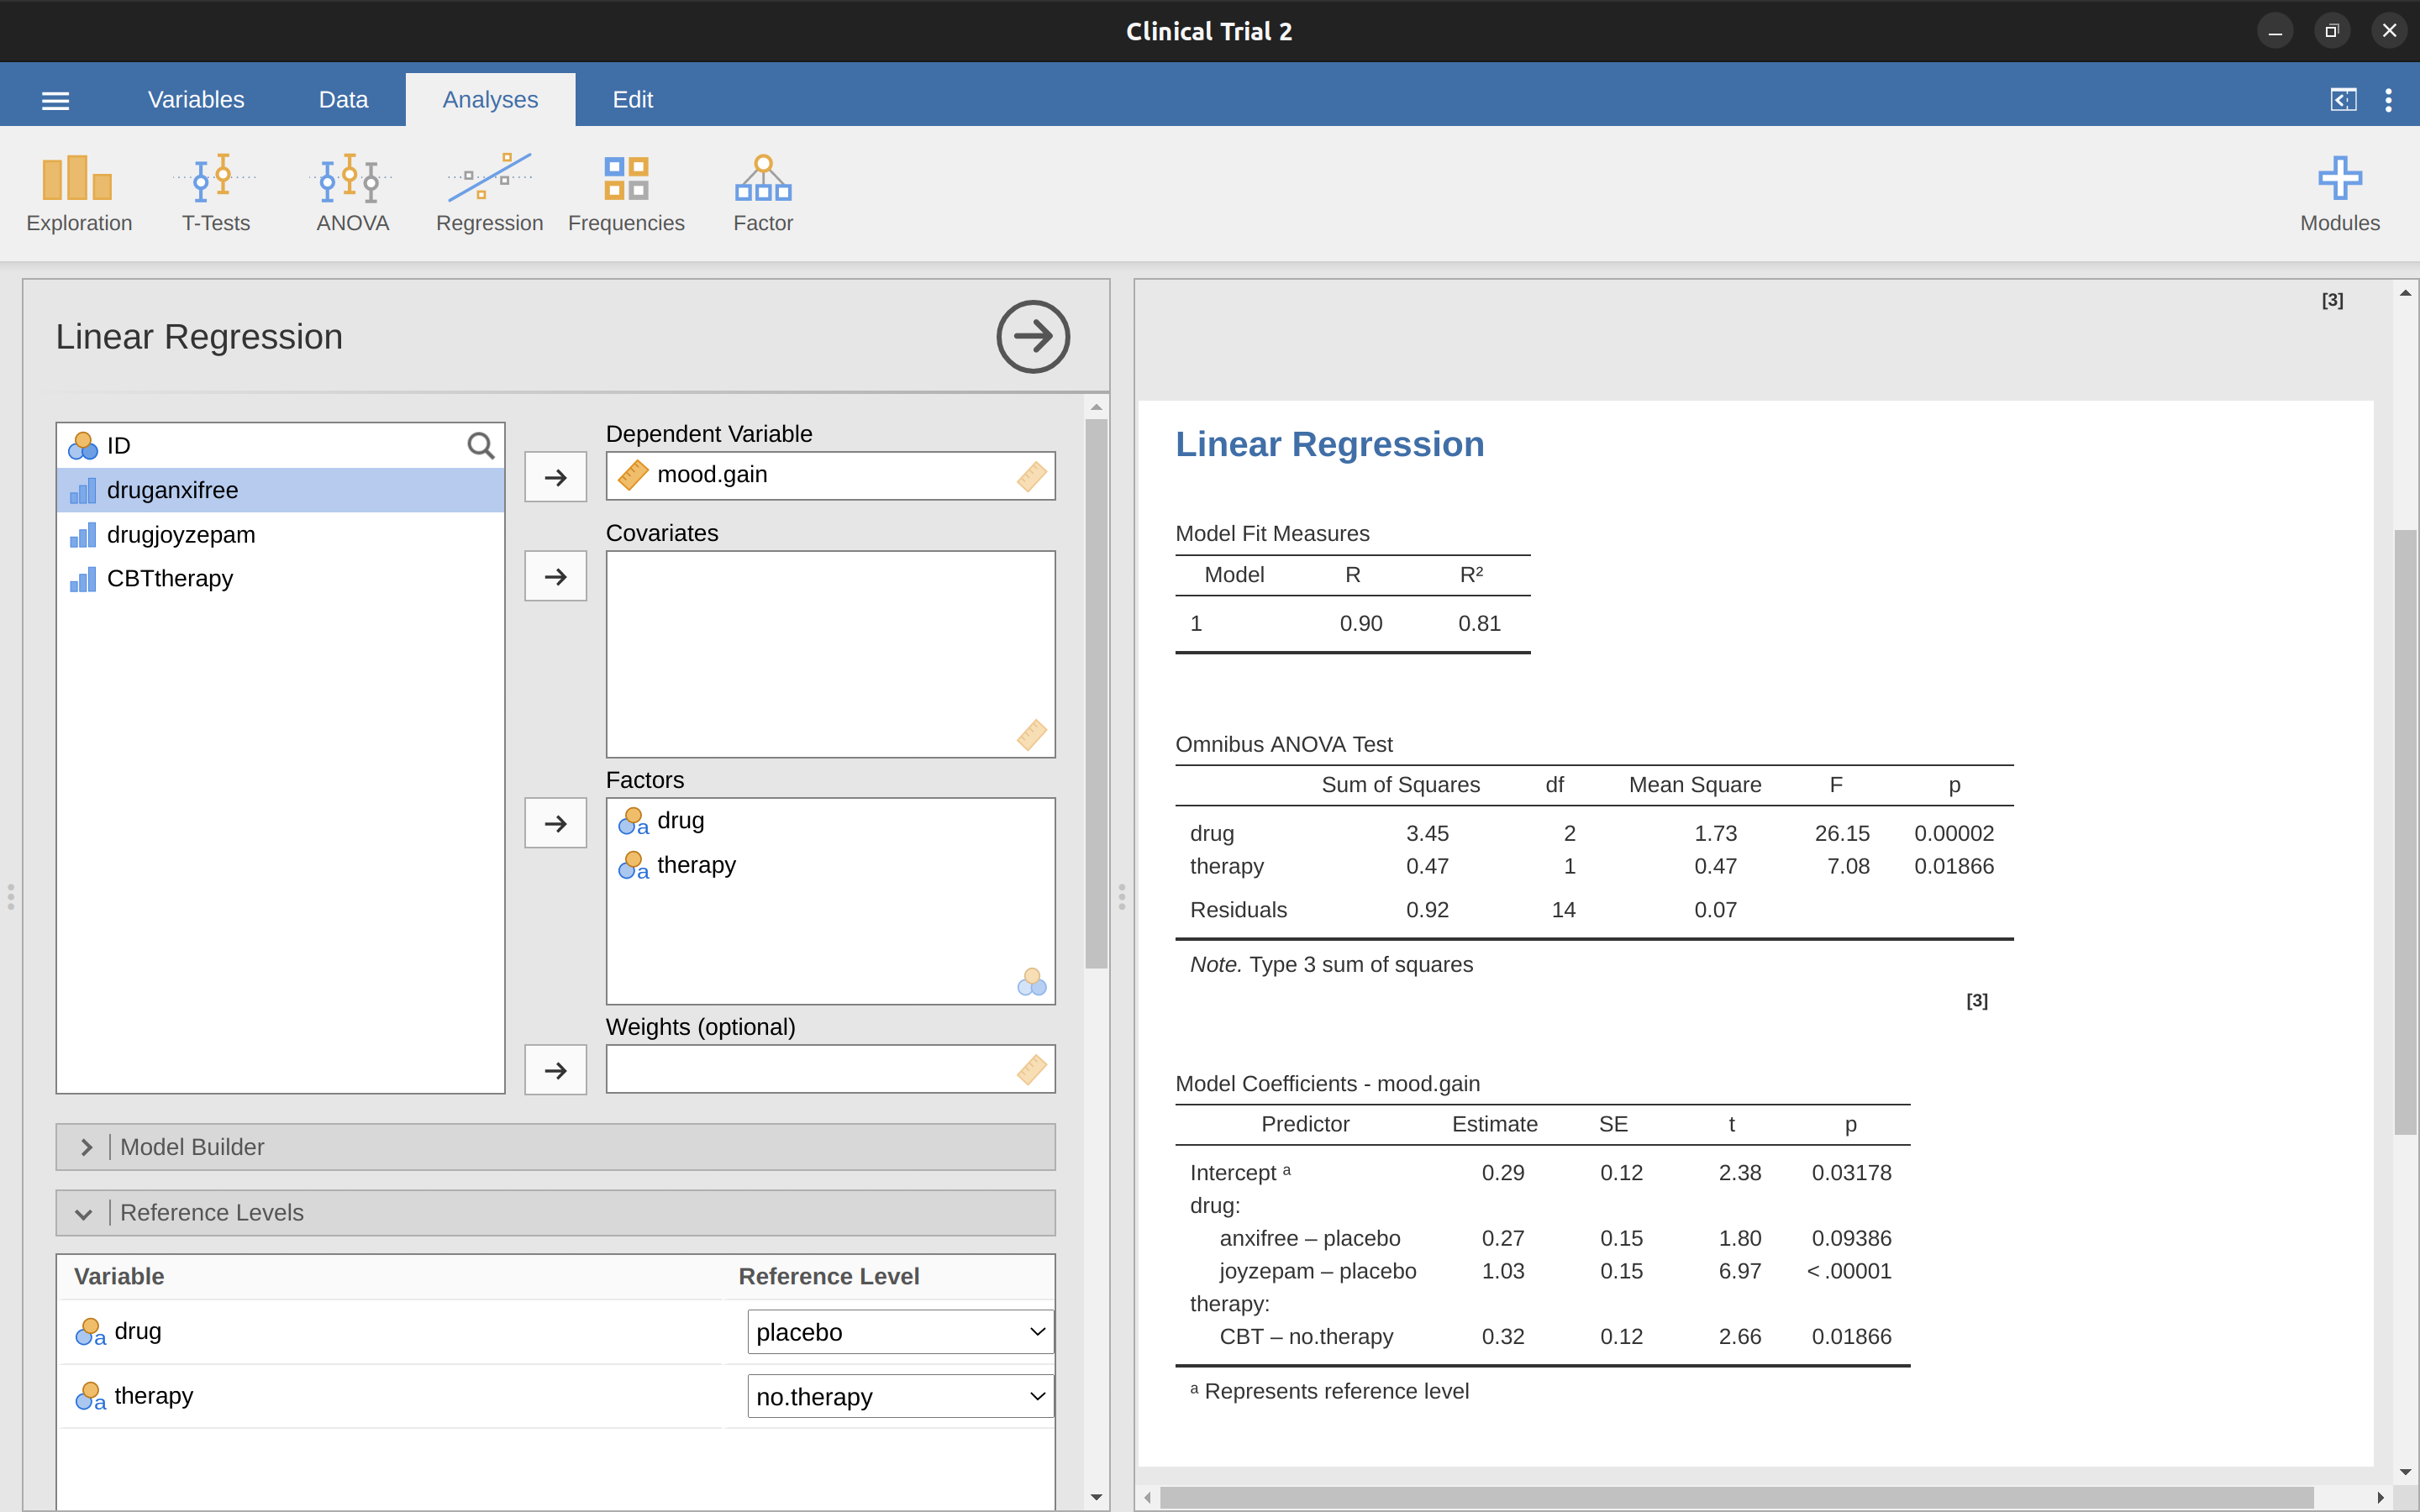 Clinical Trial 2
Variables Data Analyses Edit
Exploration T-Tests ANOVA Regression Frequencies Factor Modules
Linear Regression
ID
druganxifree
drugjoyzepam
CBTtherapy
Dependent Variable
mood.gain
Covariates
Factors
a drug
a therapy
Weights (optional)
Model Builder
Reference Levels
Variable Reference Level
a drug placebo
a therapy no.therapy
[3]
Linear Regression
Model Fit Measures
Model R R²
1 0.90 0.81
Omnibus ANOVA Test
Sum of Squares df Mean Square F p
drug 3.45 2 1.73 26.15 0.00002
therapy 0.47 1 0.47 7.08 0.01866
Residuals 0.92 14 0.07
Note. Type 3 sum of squares
[3]
Model Coefficients - mood.gain
Predictor Estimate SE t p
Intercept ᵃ 0.29 0.12 2.38 0.03178
drug:
anxifree – placebo 0.27 0.15 1.80 0.09386
joyzepam – placebo 1.03 0.15 6.97 < .00001
therapy:
CBT – no.therapy 0.32 0.12 2.66 0.01866
ᵃ Represents reference level